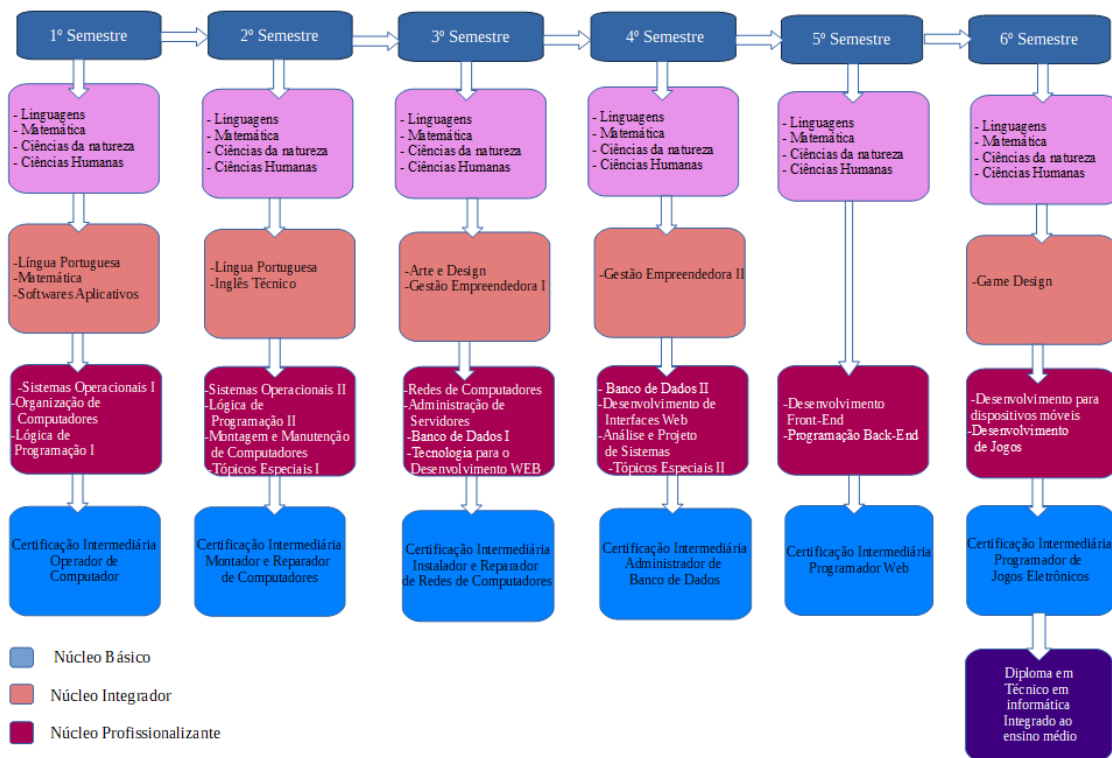 1º Semestre
2º Semestre
3º Semestre
4º Semestre
5º Semestre
6º Semestre
- Linguagens
- Matemática
- Ciências da natureza
- Ciências Humanas
- Linguagens
- Matemática
- Ciências da natureza
- Ciências Humanas
- Linguagens
- Matemática
- Ciências da natureza
- Ciências Humanas
- Linguagens
- Matemática
- Ciências da natureza
- Ciências Humanas
- Linguagens
- Matemática
- Ciências da natureza
- Ciências Humanas
- Linguagens
- Matemática
- Ciências da natureza
- Ciências Humanas
-Língua Portuguesa
-Matemática
-Softwares Aplicativos
-Língua Portuguesa
-Inglês Técnico
-Arte e Design
-Gestão Empreendedora I
-Gestão Empreendedora II
-Game Design
-Sistemas Operacionais I
-Organização de
Computadores
-Lógica de
Programação I
-Sistemas Operacionais II
-Lógica de
Programação II
-Montagem e Manutenção
de Computadores
-Tópicos Especiais I
-Redes de Computadores
-Administração de
Servidores
-Banco de Dados I
-Tecnologia para o
Desenvolvimento WEB
- Banco de Dados II
-Desenvolvimento de
Interfaces Web
-Análise e Projeto
de Sistemas
-Tópicos Especiais II
-Desenvolvimento
Front-End
-Programação Back-End
-Desenvolvimento para
dispositivos móveis
-Desenvolvimento
de Jogos
Certificação Intermediária
Operador de
Computador
Certificação Intermediária
Montador e Reparador
de Computadores
Certificação Intermediária
Instalador e Reparador
de Redes de Computadores
Certificação Intermediária
Administrador de
Banco de Dados
Certificação Intermediária
Programador Web
Certificação Intermediária
Programador de
Jogos Eletrônicos
Diploma em
Técnico em
informática
Integrado ao
ensino médio
Núcleo Básico
Núcleo Integrador
Núcleo Profissionalizante